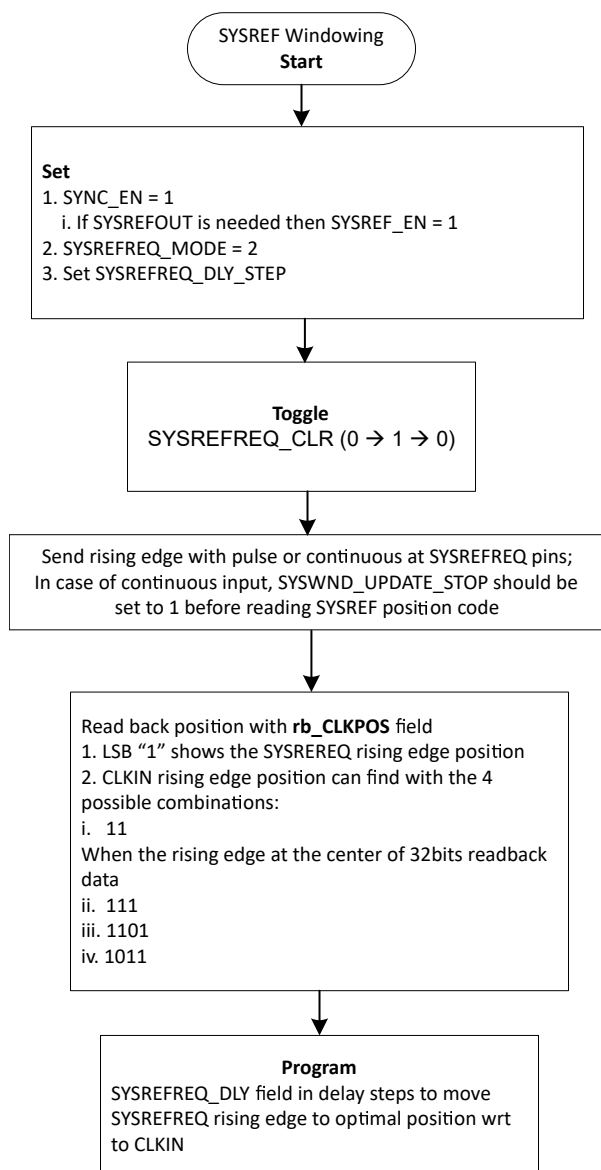 SYSREF Windowing
Start
Set
1. SYNC_EN = 1
i. If SYSREFOUT is needed then SYSREF_EN = 1
2. SYSREFREQ_MODE = 2
3. Set SYSREFREQ_DLY_STEP
Toggle
SYSREFREQ_CLR (0 → 1 → 0)
Send rising edge with pulse or continuous at SYSREFREQ pins;
In case of continuous input, SYSWND_UPDATE_STOP should be
set to 1 before reading SYSREF position code
Read back position with rb_CLKPOS field
1. LSB “1” shows the SYSREREQ rising edge position
2. CLKIN rising edge position can find with the 4
possible combinations:
i. 11
When the rising edge at the center of 32bits readback
data
ii. 111
iii. 1101
iv. 1011
Program
SYSREFREQ_DLY field in delay steps to move
SYSREFREQ rising edge to optimal position wrt
to CLKIN